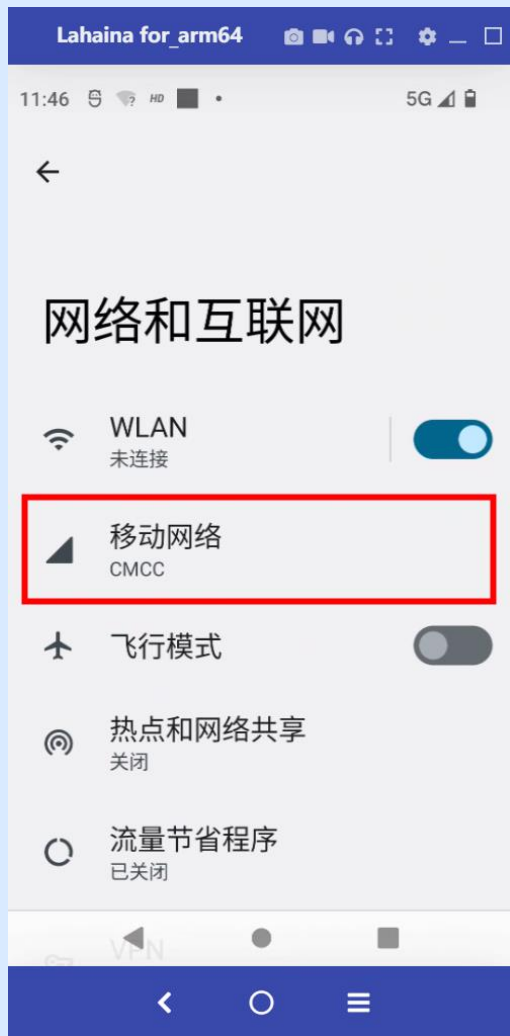 Lahaina for_arm64
11:46 HD 5G
网络和互联网
WLAN
未连接
移动网络
CMCC
飞行模式
热点和网络共享
关闭
流量节省程序
已关闭
VPN